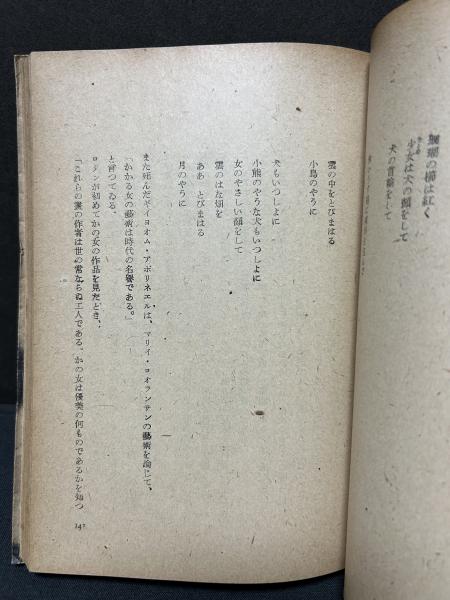 珊瑚の櫛は紅く
少女は犬の顏をして
犬の首輪をして
雲の中をとびまはる
小鳥のやうに
犬もいつしよに
小熊のやうな犬もいつしよに
女のやさしい顏をして
雲のはな畑を
ああ とびまはる
月のやうに
また死んだギイヨオム・アポリネエルは、マリイ・ロオランサンの藝術を論じて、
「かかる女の藝術は時代の名譽である。」
と言つてゐる。
ロダンが初めてかの女の作品を見たとき、
「これらの畫の作者は世の常ならぬ工人である、かの女は優美の何ものであるかを知つ
141